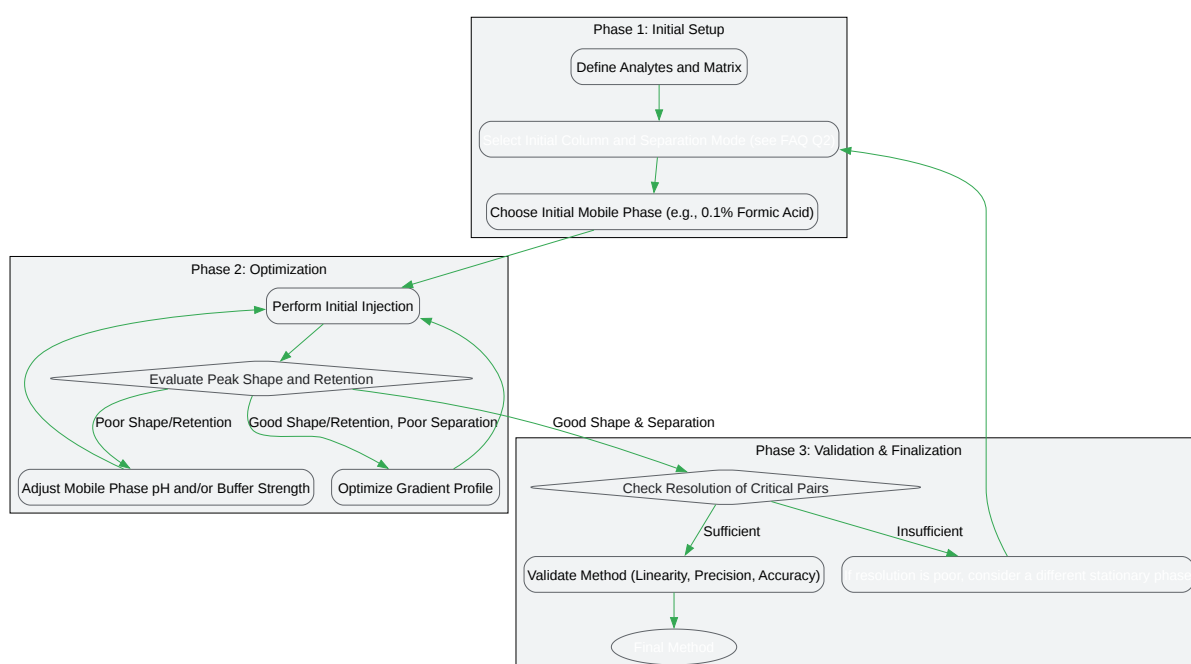 Phase 1: Initial Setup
Define Analytes and Matrix
Select Initial Column and Separation Mode (see FAQ Q2)
Choose Initial Mobile Phase (e.g., 0.1% Formic Acid)
Phase 2: Optimization
Perform Initial Injection
Evaluate Peak Shape and Retention
Poor Shape/Retention
Good Shape/Retention, Poor Separation
Good Shape & Separation
Adjust Mobile Phase pH and/or Buffer Strength
Optimize Gradient Profile
Phase 3: Validation & Finalization
Check Resolution of Critical Pairs
Sufficient
Insufficient
Validate Method (Linearity, Precision, Accuracy)
If resolution is poor, consider a different stationary phase
Final Method